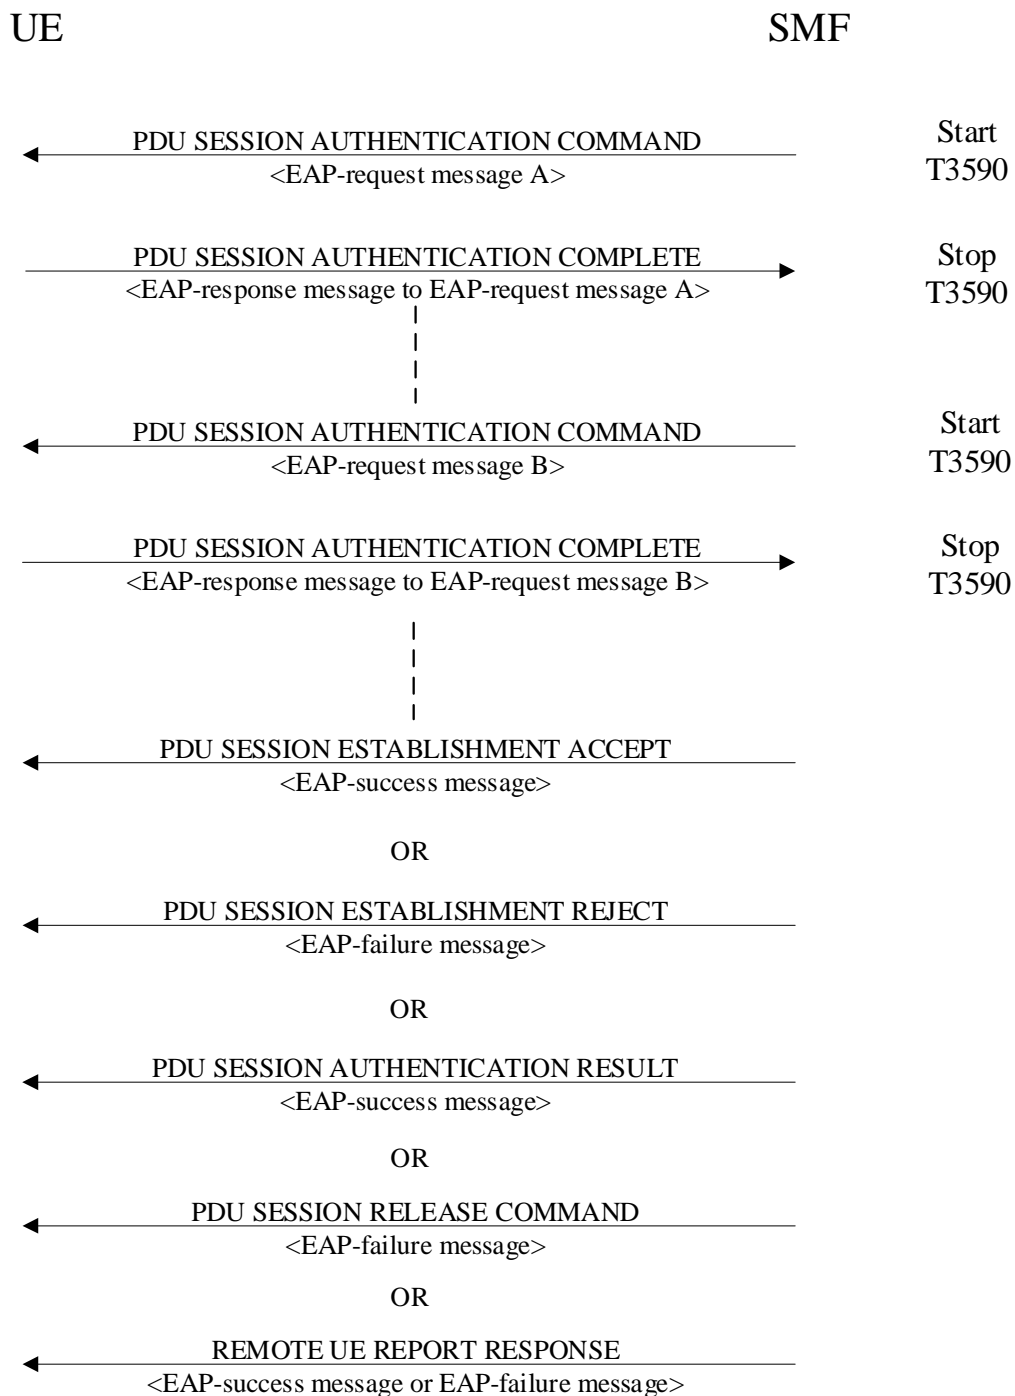 UE SMF
PDU SESSION AUTHENTICATION COMMAND
<EAP-request message A>
Start
T3590
PDU SESSION AUTHENTICATION COMPLETE
<EAP-response message to EAP-request message A>
Stop
T3590
PDU SESSION AUTHENTICATION COMMAND
<EAP-request message B>
Start
T3590
PDU SESSION AUTHENTICATION COMPLETE
<EAP-response message to EAP-request message B>
Stop
T3590
PDU SESSION ESTABLISHMENT ACCEPT
<EAP-success message>
OR
PDU SESSION ESTABLISHMENT REJECT
<EAP-failure message>
OR
PDU SESSION AUTHENTICATION RESULT
<EAP-success message>
OR
PDU SESSION RELEASE COMMAND
<EAP-failure message>
OR
REMOTE UE REPORT RESPONSE
<EAP-success message or EAP-failure message>